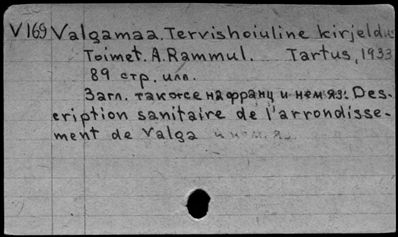 V169 Valgamaa. Tervishoiuline kirjeldus
Toimet. A. Rammul. Tartus, 1933
89 стр. илл.
Загл. также на франц и нем яз: Des-
cription sanitaire de l'arrondisse-
ment de Valga и нем. я.